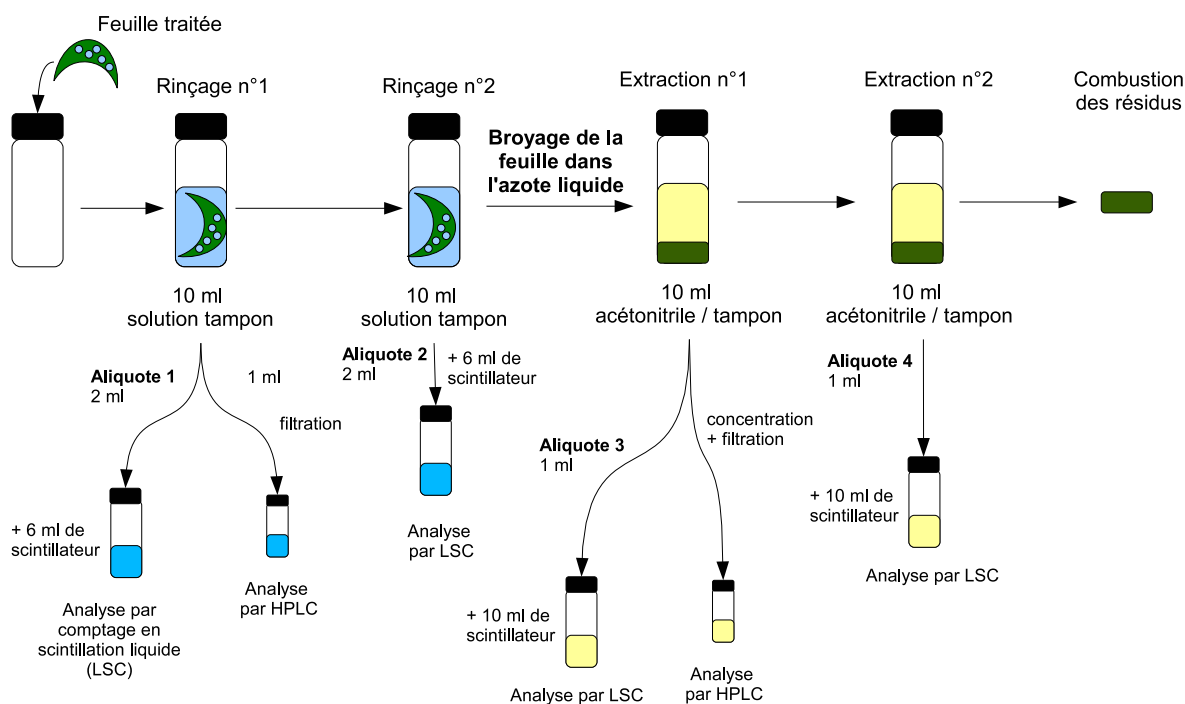 Feuille traitée
Rinçage n°1
Rinçage n°2
Extraction n°1
Extraction n°2
Combustion
des résidus
Broyage de la
feuille dans
l'azote liquide
10 ml
solution tampon
10 ml
solution tampon
10 ml
acétonitrile / tampon
10 ml
acétonitrile / tampon
Aliquote 1
2 ml
1 ml
filtration
+ 6 ml de
scintillateur
Analyse par
comptage en
scintillation liquide
(LSC)
Analyse
par HPLC
Aliquote 2
2 ml
+ 6 ml de
scintillateur
Analyse
par LSC
Aliquote 3
1 ml
concentration
+ filtration
+ 10 ml de
scintillateur
Analyse par LSC
Analyse
par HPLC
Aliquote 4
1 ml
+ 10 ml de
scintillateur
Analyse par LSC